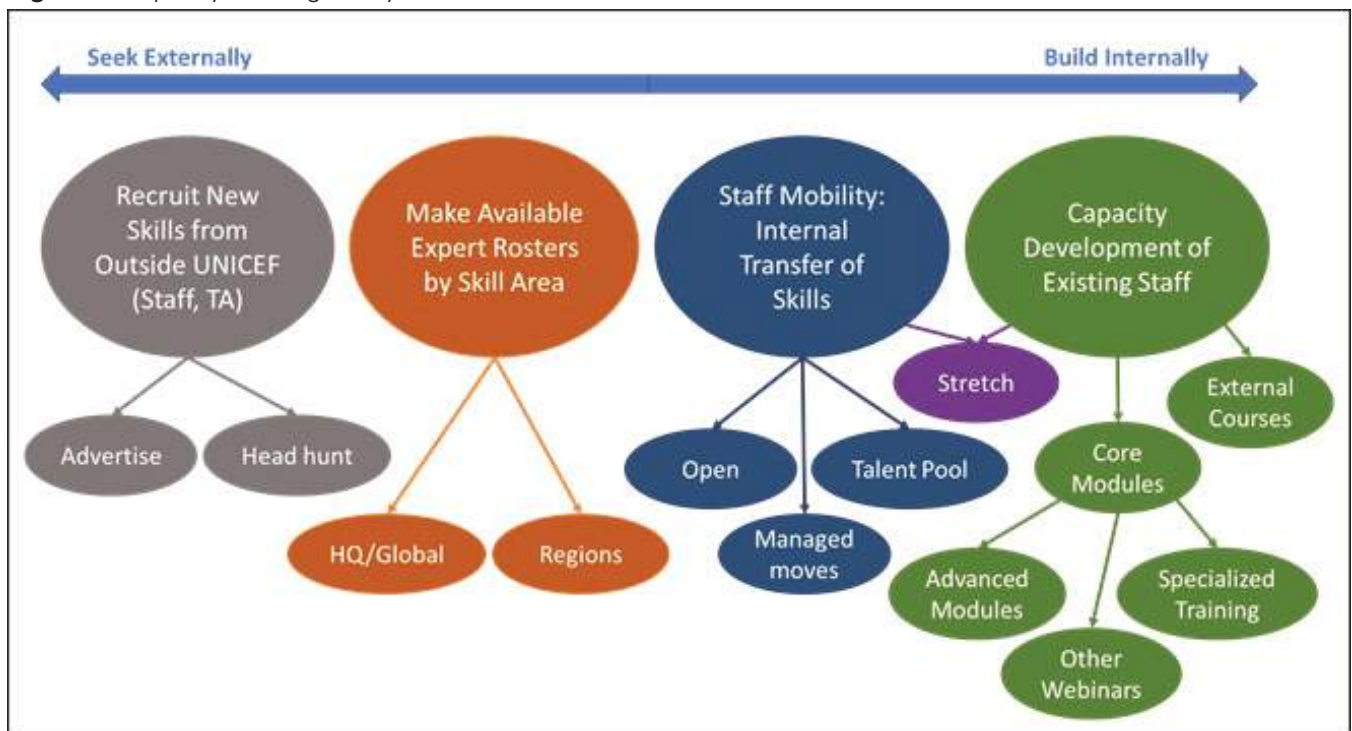 Seek Externally
Build Internally
Recruit New
Skills from
Outside UNICEF
(Staff, TA)
Make Available
Expert Rosters
by Skill Area
Staff Mobility:
Internal
Transfer of
Skills
Capacity
Development of
Existing Staff
Stretch
External
Courses
Advertise
Head hunt
Open
Talent Pool
Core
Modules
HQ/Global
Regions
Managed
moves
Advanced
Modules
Specialized
Training
Other
Webinars